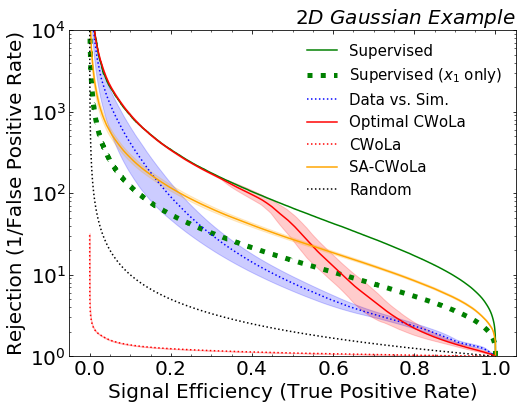 2D Gaussian Example
Rejection (1/False Positive Rate)
10^4
10^3
10^2
10^1
10^0
Supervised
Supervised (x_1 only)
Data vs. Sim.
Optimal CWoLa
CWoLa
SA-CWoLa
Random
0.0 0.2 0.4 0.6 0.8 1.0
Signal Efficiency (True Positive Rate)